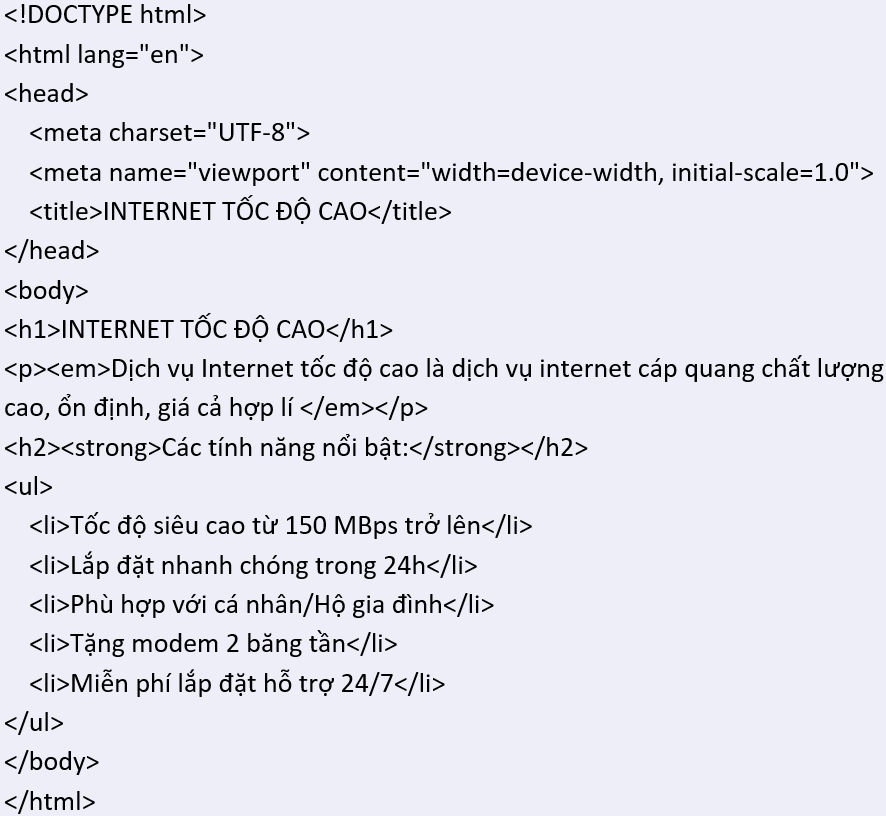 <!DOCTYPE html>
<html lang="en">
<head>
    <meta charset="UTF-8">
    <meta name="viewport" content="width=device-width, initial-scale=1.0">
    <title>INTERNET TỐC ĐỘ CAO</title>
</head>
<body>
<h1>INTERNET TỐC ĐỘ CAO</h1>
<p><em>Dịch vụ Internet tốc độ cao là dịch vụ internet cáp quang chất lượng
cao, ổn định, giá cả hợp lí </em></p>
<h2><strong>Các tính năng nổi bật:</strong></h2>
<ul>
    <li>Tốc độ siêu cao từ 150 MBps trở lên</li>
    <li>Lắp đặt nhanh chóng trong 24h</li>
    <li>Phù hợp với cá nhân/Hộ gia đình</li>
    <li>Tặng modem 2 băng tần</li>
    <li>Miễn phí lắp đặt hỗ trợ 24/7</li>
</ul>
</body>
</html>